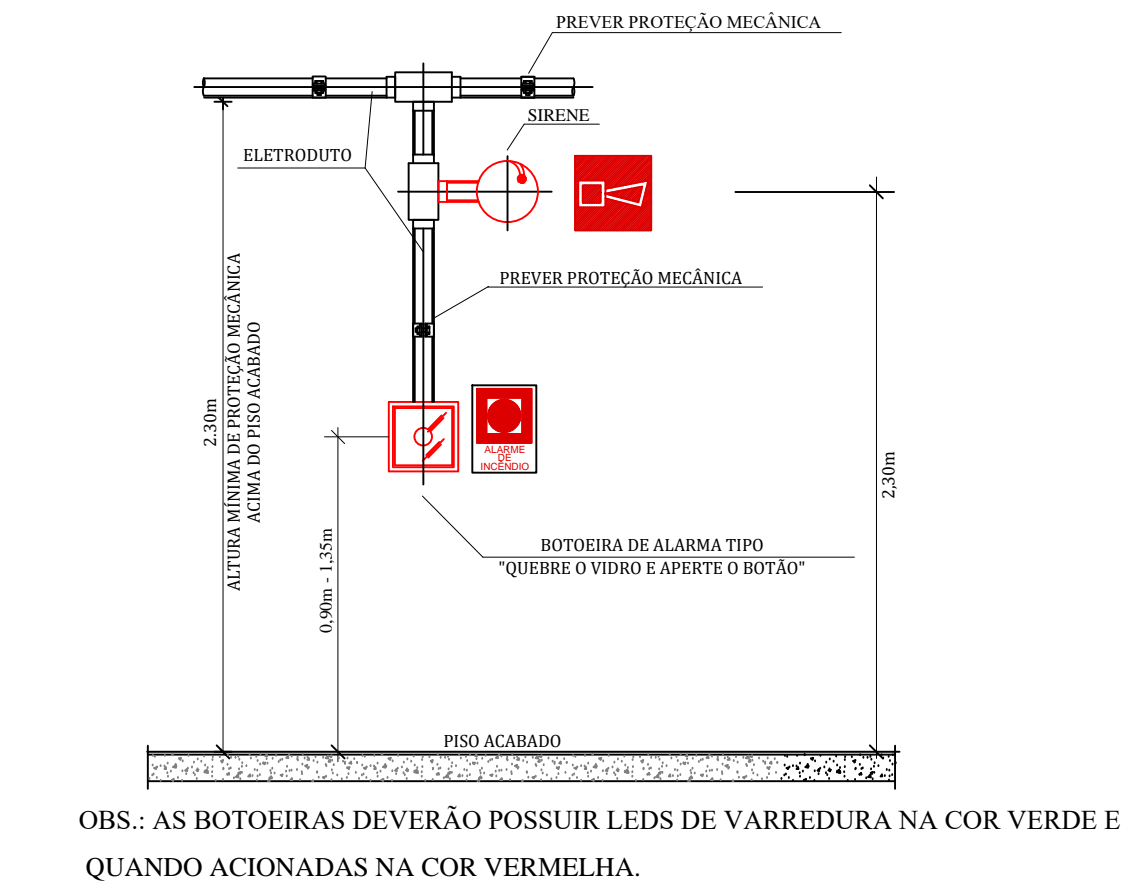 PREVER PROTEÇÃO MECÂNICA
SIRENE
ELETRODUTO
PREVER PROTEÇÃO MECÂNICA
2.30m
ALTURA MÍNIMA DE PROTEÇÃO MECÂNICA
ACIMA DO PISO ACABADO
ALARME
DE
INCÊNDIO
0,90m - 1,35m
2,30m
BOTOEIRA DE ALARMA TIPO
"QUEBRE O VIDRO E APERTE O BOTÃO"
PISO ACABADO
OBS.: AS BOTOEIRAS DEVERÃO POSSUIR LEDS DE VARREDURA NA COR VERDE E
QUANDO ACIONADAS NA COR VERMELHA.